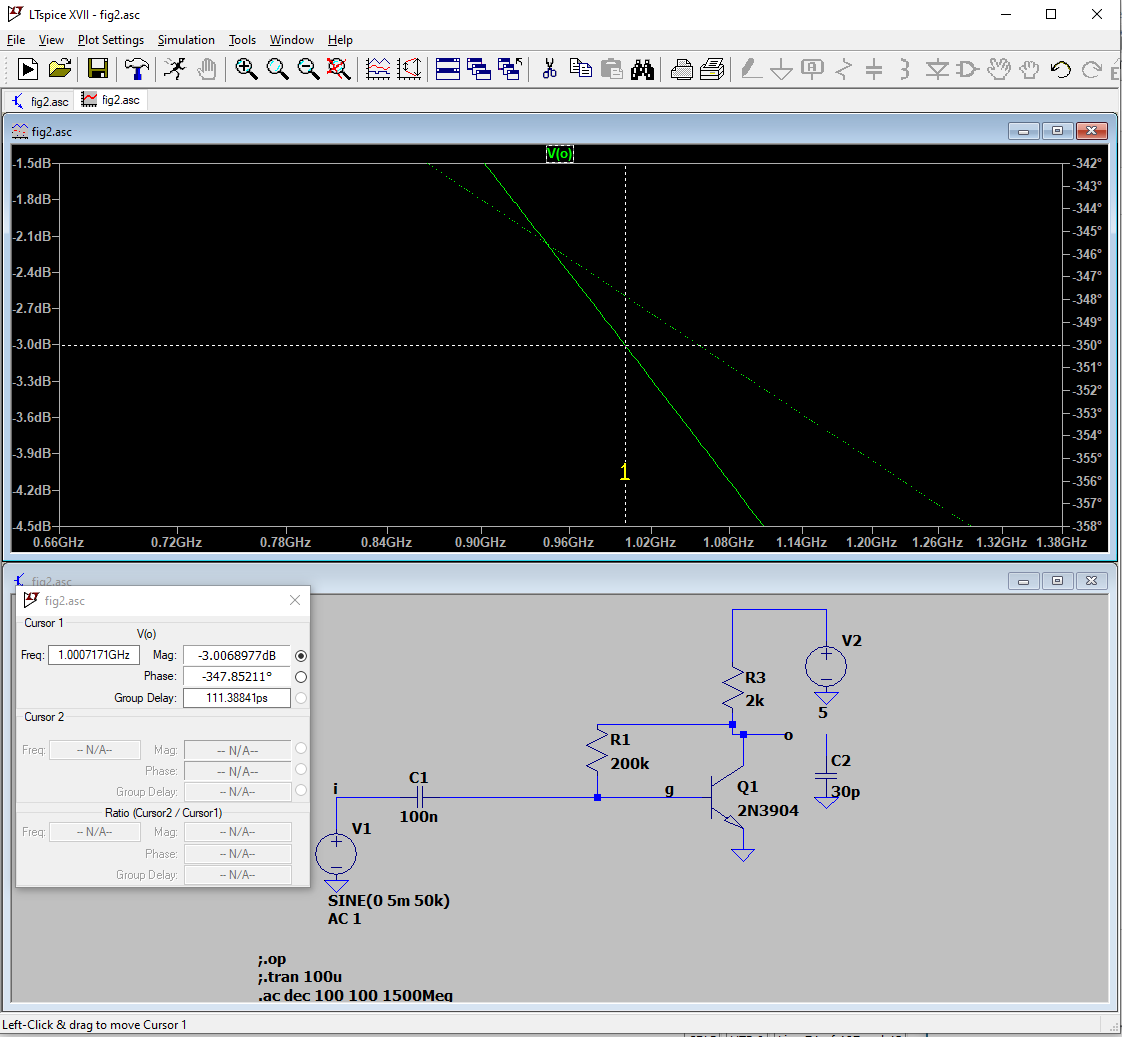 LTspice XVII - fig2.asc
File View Plot Settings Simulation Tools Window Help
fig2.asc fig2.asc
fig2.asc
V(o)
-1.5dB -342°
-343°
-1.8dB
-344°
-2.1dB -345°
-346°
-2.4dB
-347°
-2.7dB -348°
-349°
-3.0dB -350°
-351°
-3.3dB
-352°
-3.6dB -353°
-354°
-3.9dB
-355°
1
-4.2dB -356°
-357°
-4.5dB -358°
0.66GHz 0.72GHz 0.78GHz 0.84GHz 0.90GHz 0.96GHz 1.02GHz 1.08GHz 1.14GHz 1.20GHz 1.26GHz 1.32GHz 1.38GHz
fig2.asc
fig2.asc
Cursor 1
V(o)
Freq: 1.0007171GHz Mag: -3.0068977dB
Phase: -347.85211°
Group Delay: 111.38841ps
Cursor 2
Freq: -- N/A-- Mag: -- N/A--
Phase: -- N/A--
Group Delay: -- N/A--
Ratio (Cursor2 / Cursor1)
Freq: -- N/A-- Mag: -- N/A--
Phase: -- N/A--
Group Delay: -- N/A--
V2
R3
2k
5
o
R1
200k
C2
30p
i
C1
100n
g
Q1
2N3904
V1
SINE(0 5m 50k)
AC 1
;.op
;.tran 100u
.ac dec 100 100 1500Meg
Left-Click & drag to move Cursor 1